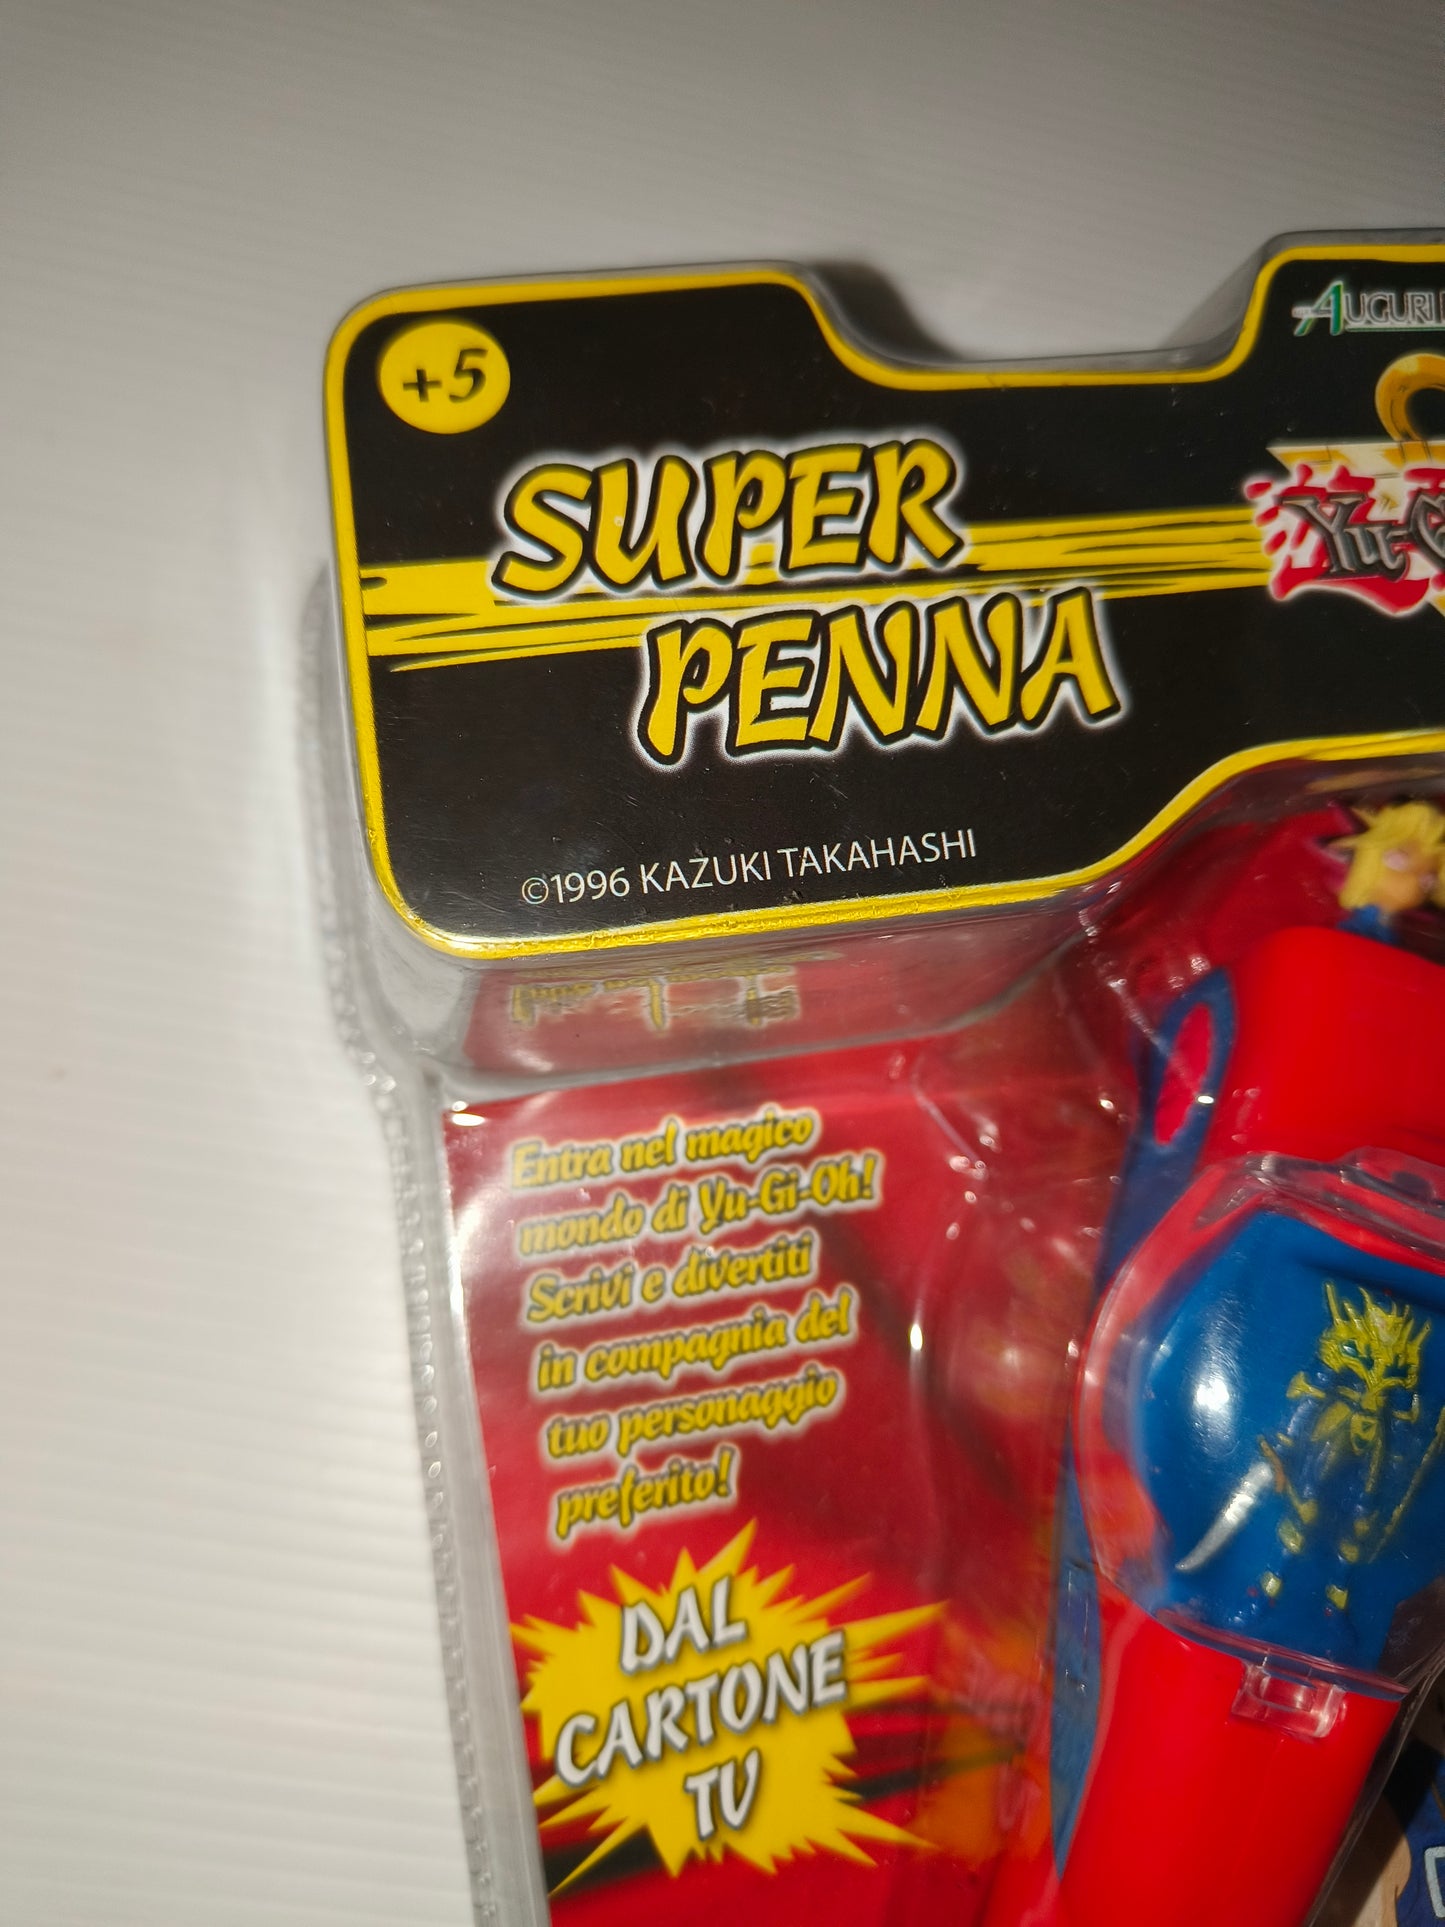 +5
AUGURI
SUPER
PENNA
YU-G
©1996 KAZUKI TAKAHASHI
Entra nel magico
mondo di Yu-Gi-Oh!
Scrivi e divertiti
in compagnia del
tuo personaggio
preferito!
DAL
CARTONE
TV